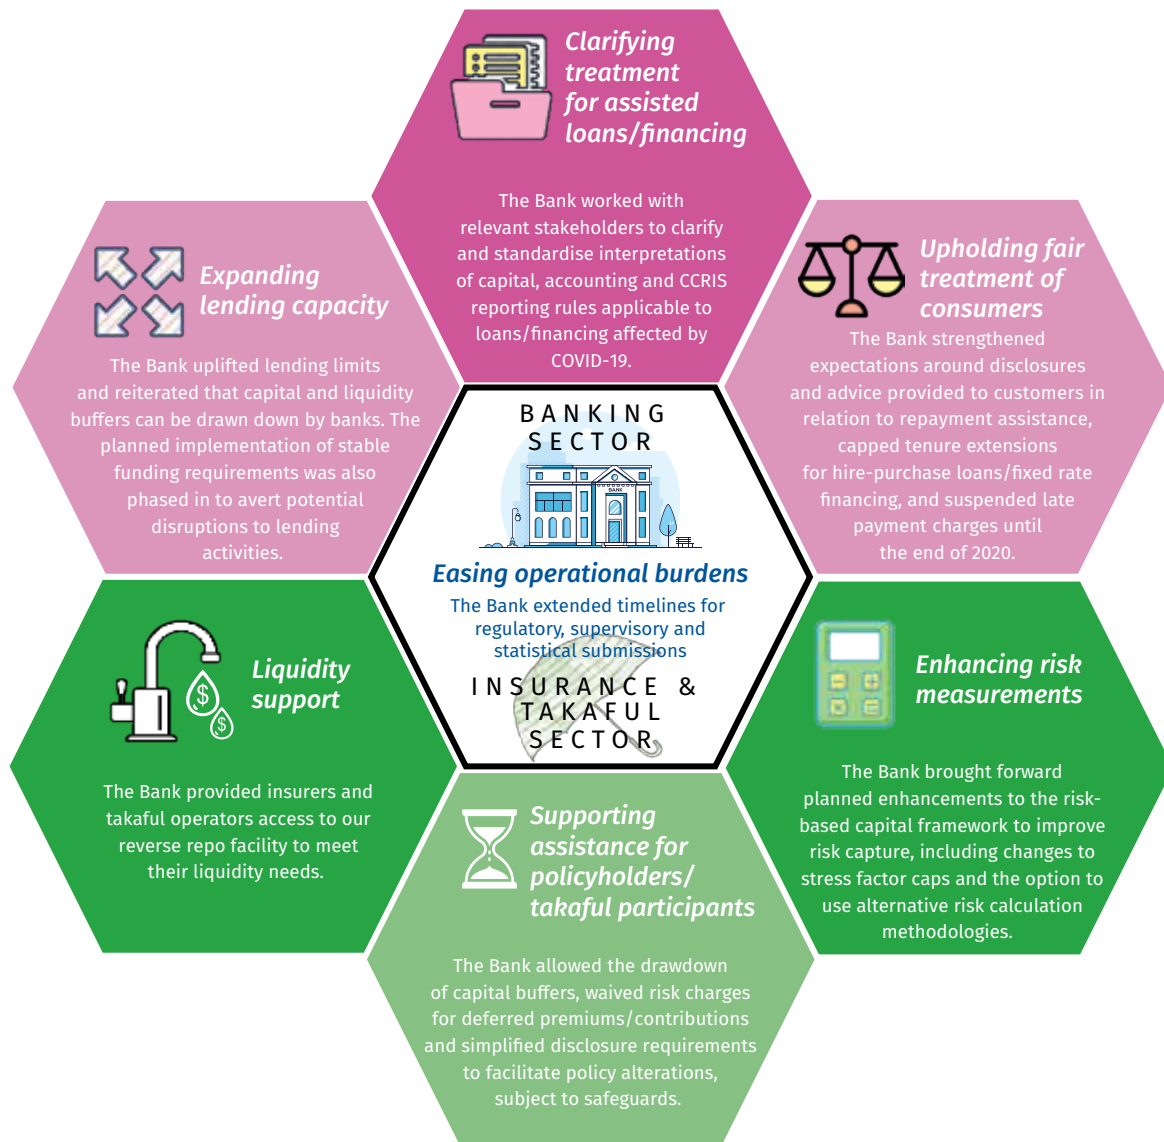 Clarifying
treatment
for assisted
loans/financing
The Bank worked with
relevant stakeholders to clarify
and standardise interpretations
of capital, accounting and CCRIS
reporting rules applicable to
loans/financing affected by
COVID-19.
Expanding
lending capacity
The Bank uplifted lending limits
and reiterated that capital and liquidity
buffers can be drawn down by banks. The
planned implementation of stable
funding requirements was also
phased in to avert potential
disruptions to lending
activities.
Upholding fair
treatment of
consumers
The Bank strengthened
expectations around disclosures
and advice provided to customers in
relation to repayment assistance,
capped tenure extensions
for hire-purchase loans/fixed rate
financing, and suspended late
payment charges until
the end of 2020.
BANKING
SECTOR
BANK
Easing operational burdens
The Bank extended timelines for
regulatory, supervisory and
statistical submissions
INSURANCE &
TAKAFUL
SECTOR
Liquidity
support
$
$
The Bank provided insurers and
takaful operators access to our
reverse repo facility to meet
their liquidity needs.
Enhancing risk
measurements
The Bank brought forward
planned enhancements to the risk-
based capital framework to improve
risk capture, including changes to
stress factor caps and the option to
use alternative risk calculation
methodologies.
Supporting
assistance for
policyholders/
takaful participants
The Bank allowed the drawdown
of capital buffers, waived risk charges
for deferred premiums/contributions
and simplified disclosure requirements
to facilitate policy alterations,
subject to safeguards.